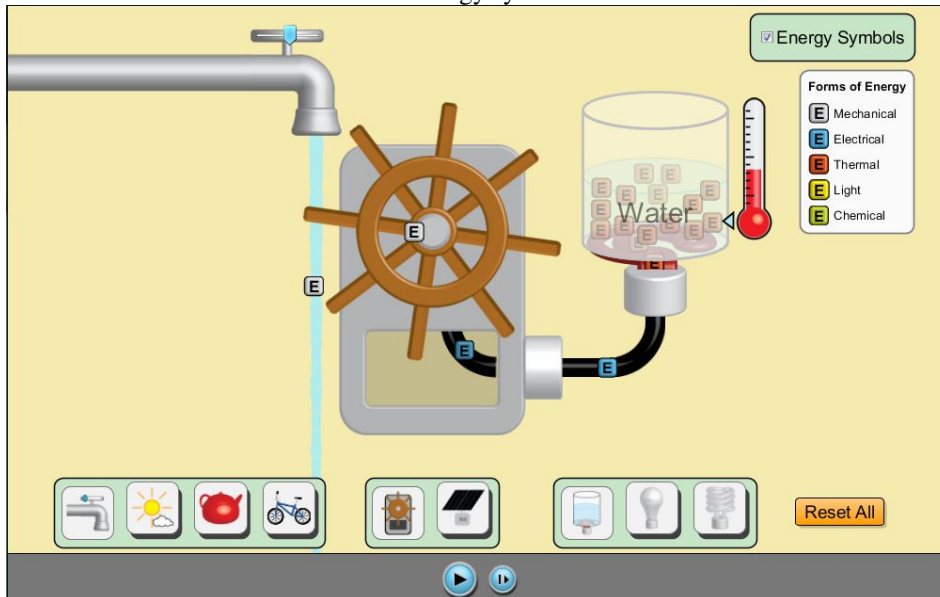 Energy Symbols
Forms of Energy
E Mechanical
E Electrical
E Thermal
E Light
E Chemical
E E
E E E E
E Water E
E E E E E
E
E
E
E
E
E
Reset All